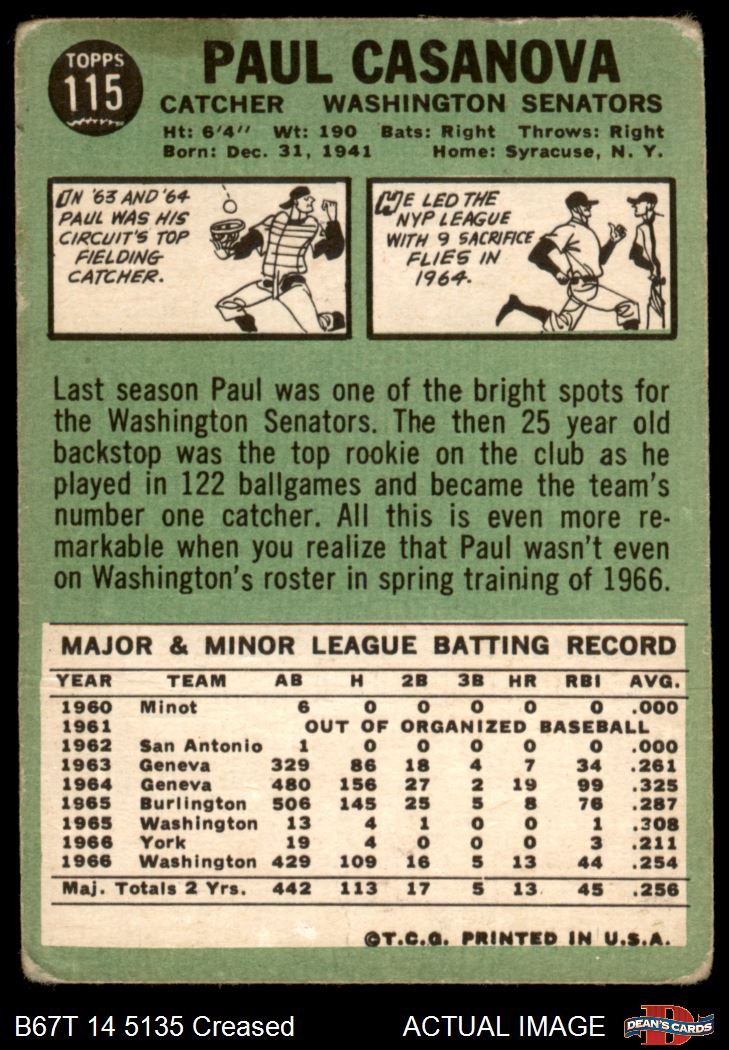 TOPPS
115
PAUL CASANOVA
CATCHER WASHINGTON SENATORS
Ht: 6'4" Wt: 190 Bats: Right Throws: Right
Born: Dec. 31, 1941 Home: Syracuse, N. Y.
IN '63 AND '64
PAUL WAS HIS
CIRCUIT'S TOP
FIELDING
CATCHER.
HE LED THE
NYP LEAGUE
WITH 9 SACRIFICE
FLIES IN
1964.
Last season Paul was one of the bright spots for
the Washington Senators. The then 25 year old
backstop was the top rookie on the club as he
played in 122 ballgames and became the team's
number one catcher. All this is even more re-
markable when you realize that Paul wasn't even
on Washington's roster in spring training of 1966.
MAJOR & MINOR LEAGUE BATTING RECORD
YEAR TEAM AB H 2B 3B HR RBI AVG.
1960 Minot 6 0 0 0 0 0 .000
1961 OUT OF ORGANIZED BASEBALL
1962 San Antonio 1 0 0 0 0 0 .000
1963 Geneva 329 86 18 4 7 34 .261
1964 Geneva 480 156 27 2 19 99 .325
1965 Burlington 506 145 25 5 8 76 .287
1965 Washington 13 4 1 0 0 1 .308
1966 York 19 4 0 0 0 3 .211
1966 Washington 429 109 16 5 13 44 .254
Maj. Totals 2 Yrs. 442 113 17 5 13 45 .256
©T.C.G. PRINTED IN U.S.A.
B67T 14 5135 Creased ACTUAL IMAGE
DEAN'S CARDS